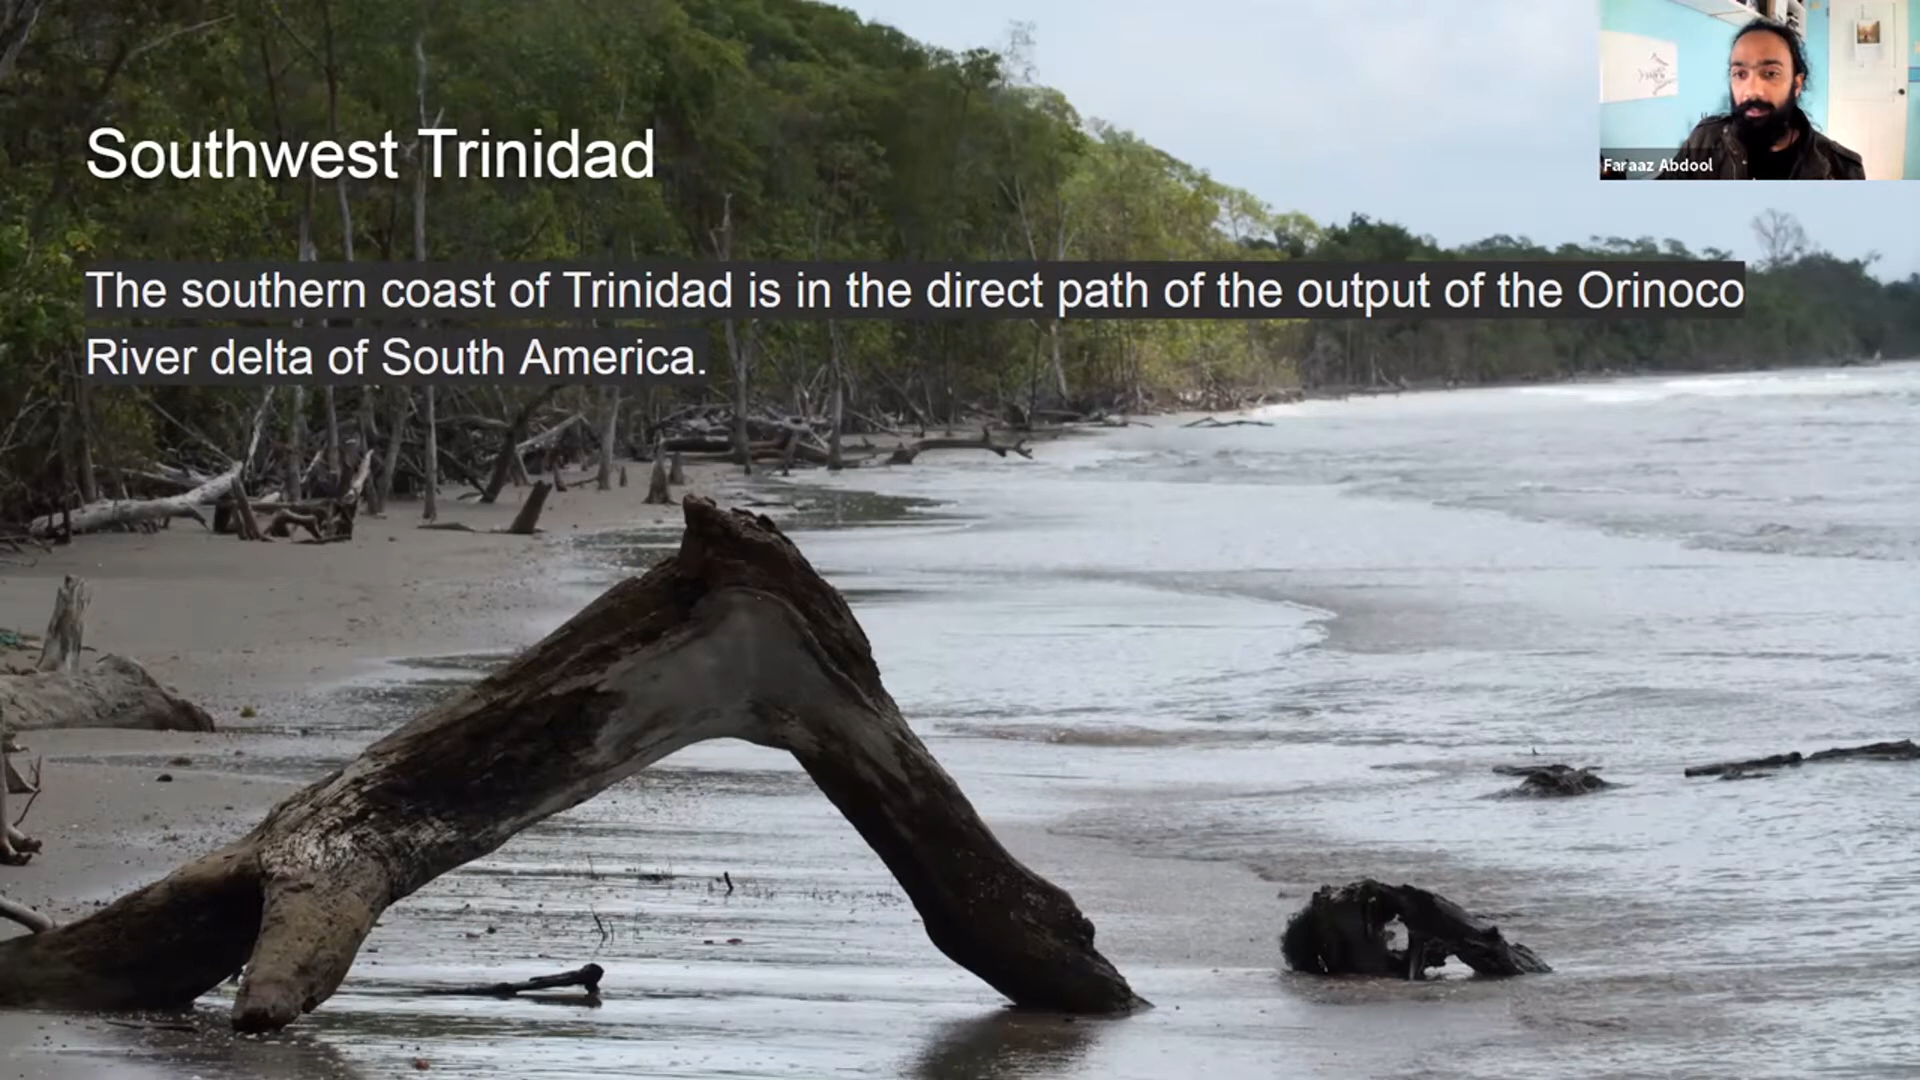 Southwest Trinidad
The southern coast of Trinidad is in the direct path of the output of the Orinoco
River delta of South America.
Faraaz Abdool